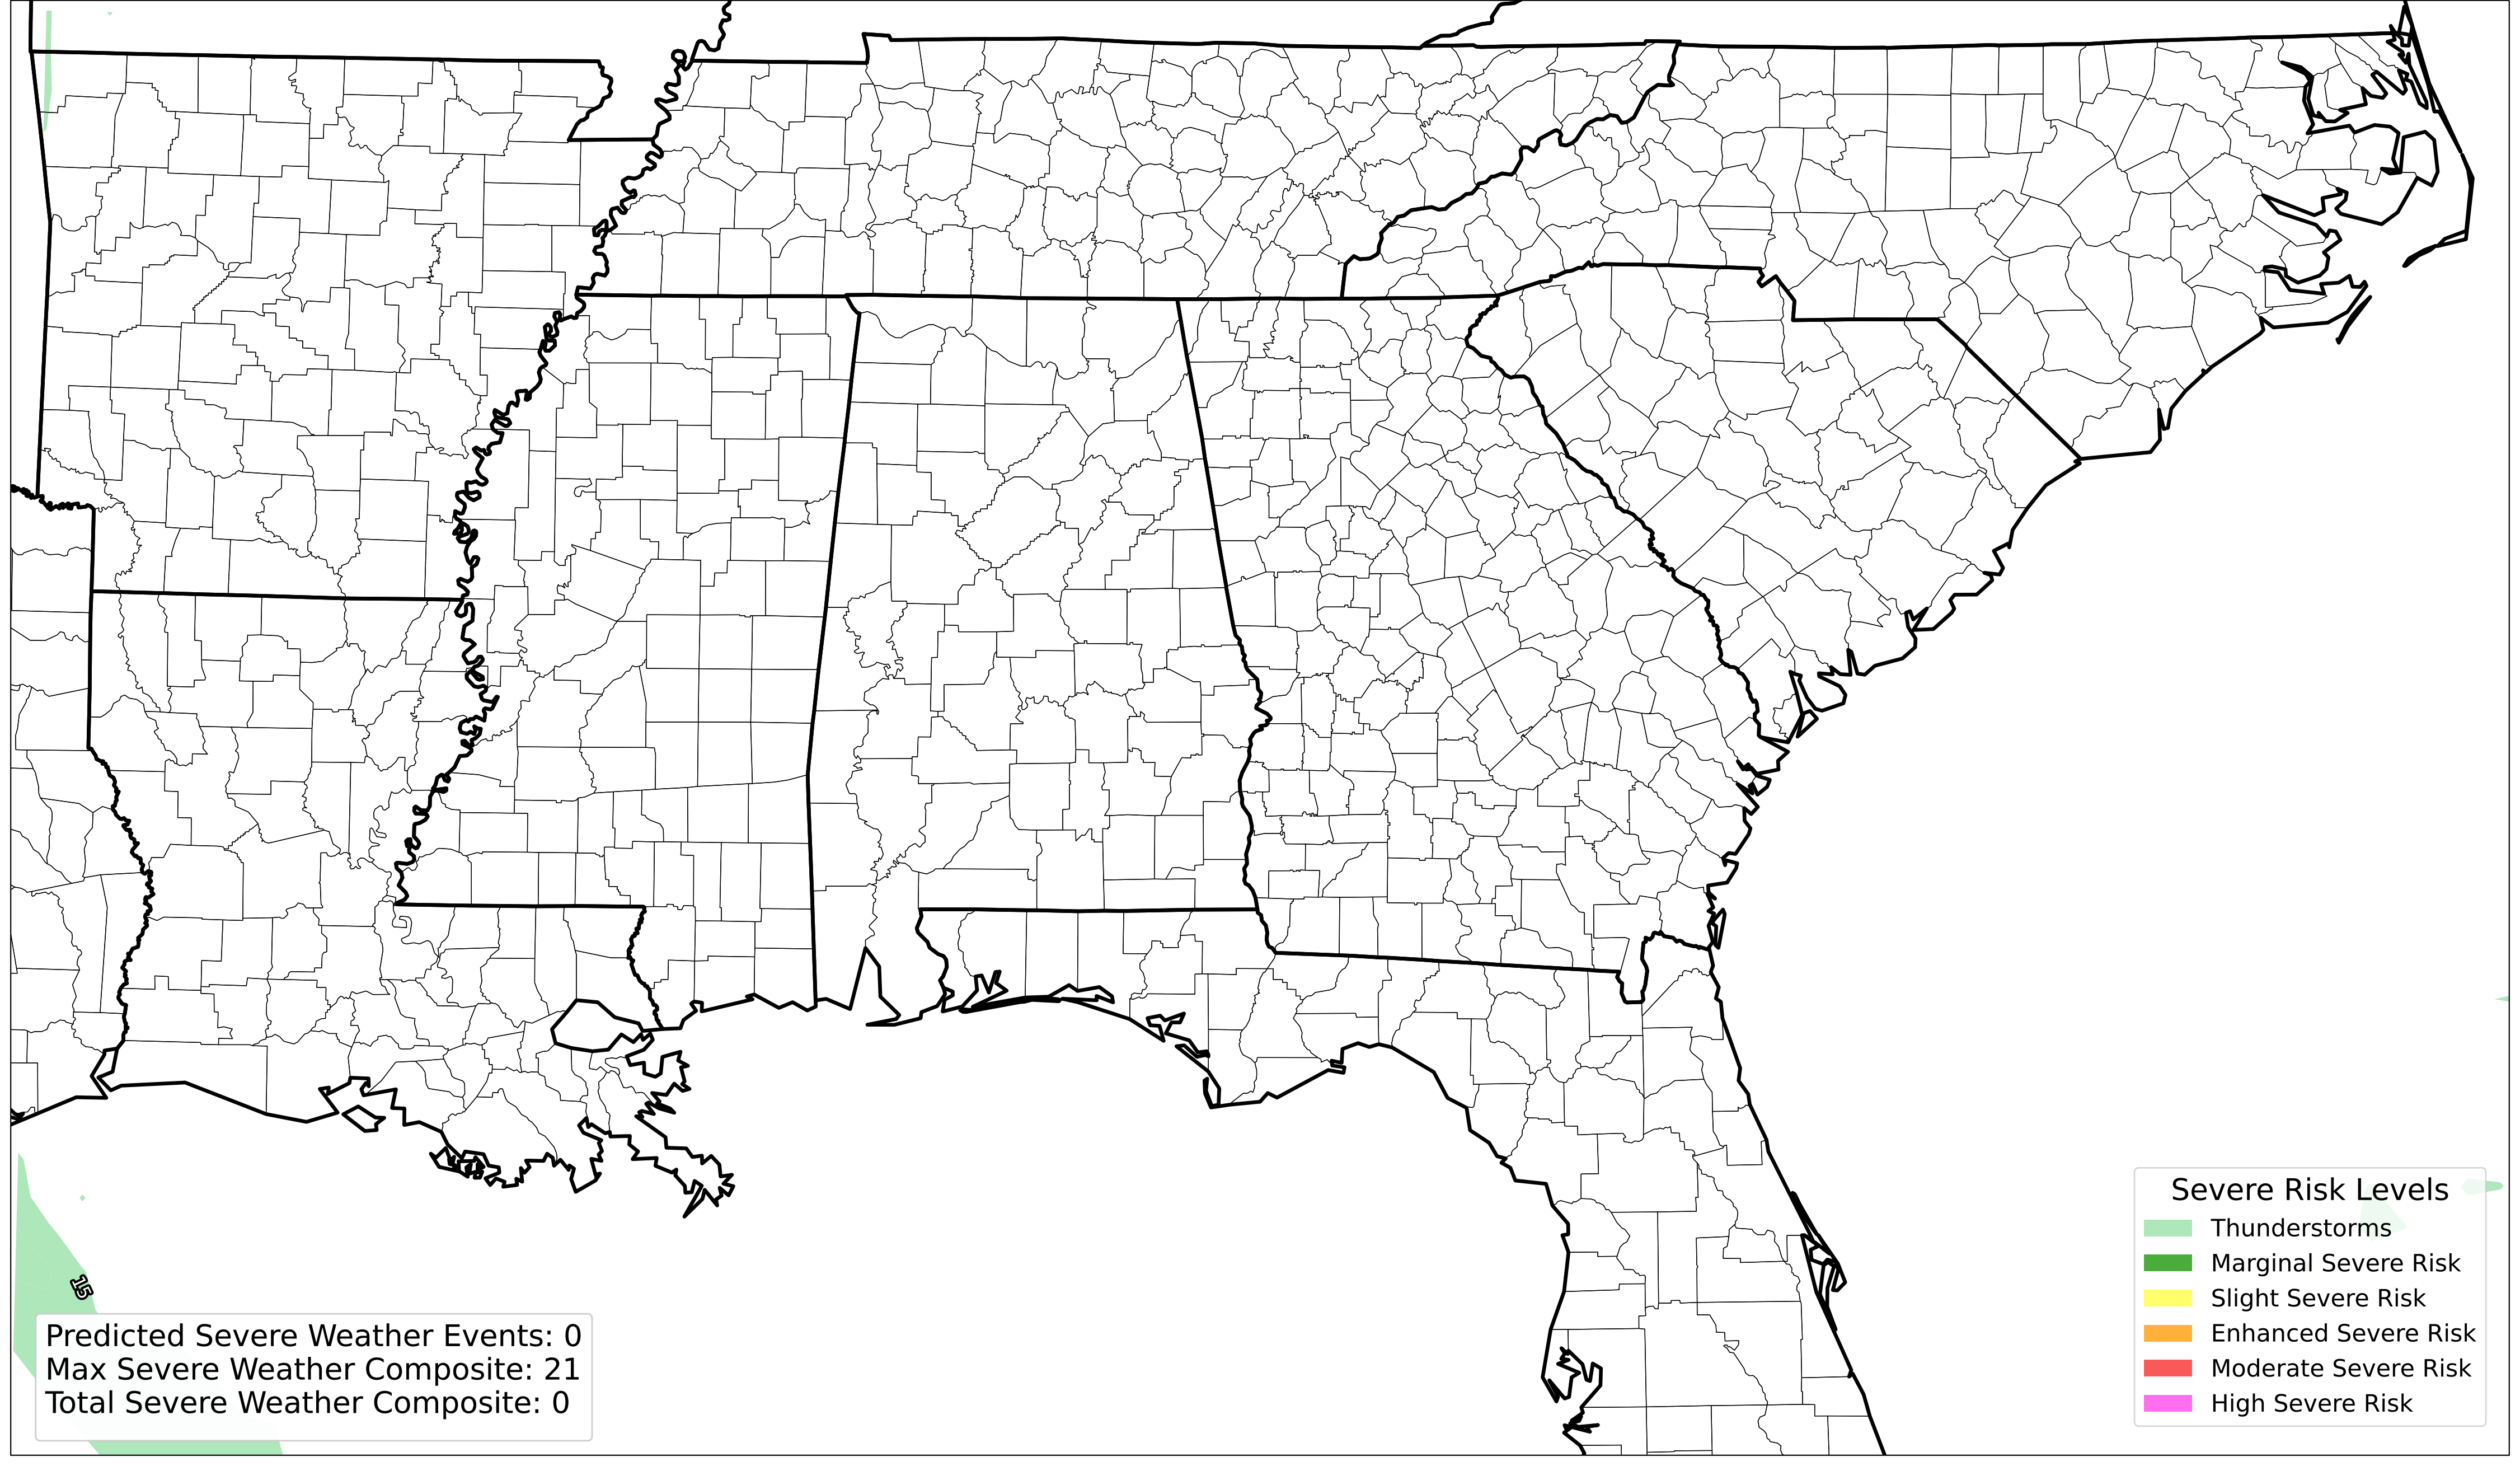 15
Predicted Severe Weather Events: 0
Max Severe Weather Composite: 21
Total Severe Weather Composite: 0
Severe Risk Levels
Thunderstorms
Marginal Severe Risk
Slight Severe Risk
Enhanced Severe Risk
Moderate Severe Risk
High Severe Risk